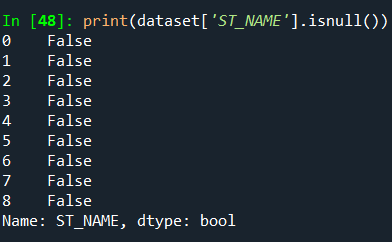 In [48]: print(dataset['ST_NAME'].isnull())
0    False
1    False
2    False
3    False
4    False
5    False
6    False
7    False
8    False
Name: ST_NAME, dtype: bool